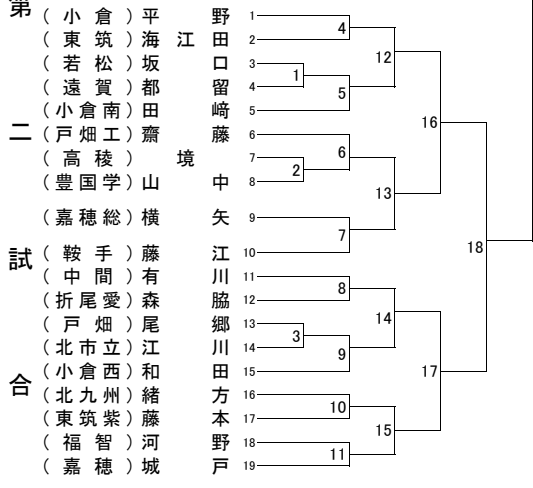 第二試合
(小倉)平野 1
(東筑)海江田 2
(若松)坂口 3
(遠賀)都留 4
(小倉南)田﨑 5
(戸畑工)齋藤 6
(高稜)境 7
(豊国学)山中 8
(嘉穂総)横矢 9
(鞍手)藤江 10
(中間)有川 11
(折尾愛)森脇 12
(戸畑)尾郷 13
(北市立)江川 14
(小倉西)和田 15
(北九州)緒方 16
(東筑紫)藤本 17
(福智)河野 18
(嘉穂)城戸 19
1
2
3
4
5
6
7
8
9
10
11
12
13
14
15
16
17
18